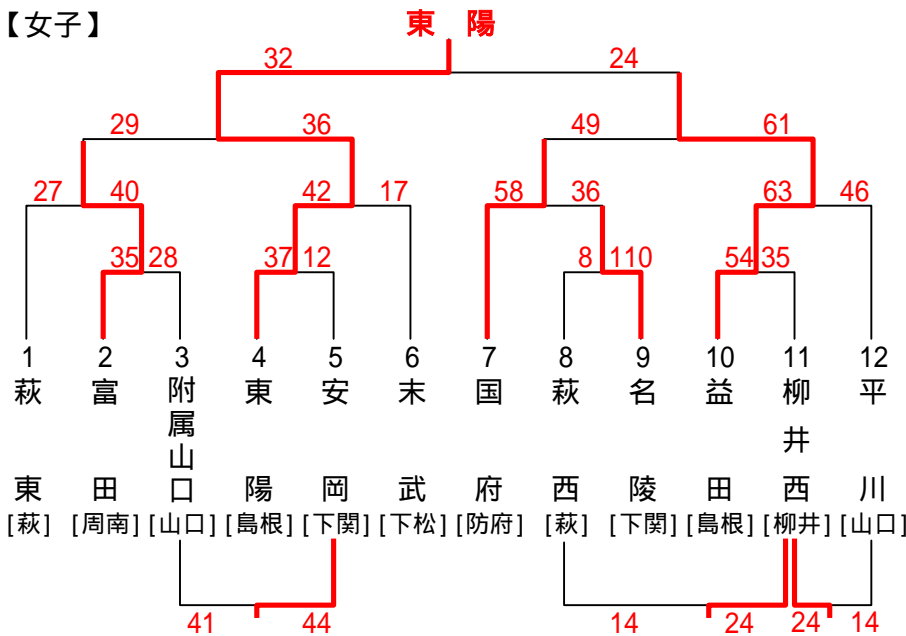 【女子】
東 陽
32 24
29 36 49 61
27 40 42 17 58 36 63 46
35 28 37 12 8 110 54 35
1 2 3 4 5 6 7 8 9 10 11 12
萩東
富田
附属山口
東陽
安岡
末武
国府
萩西
名陵
益田
柳井西
平川
[萩] [周南] [山口] [島根] [下関] [下松] [防府] [萩] [下関] [島根] [柳井] [山口]
41 44 14 24 24 14